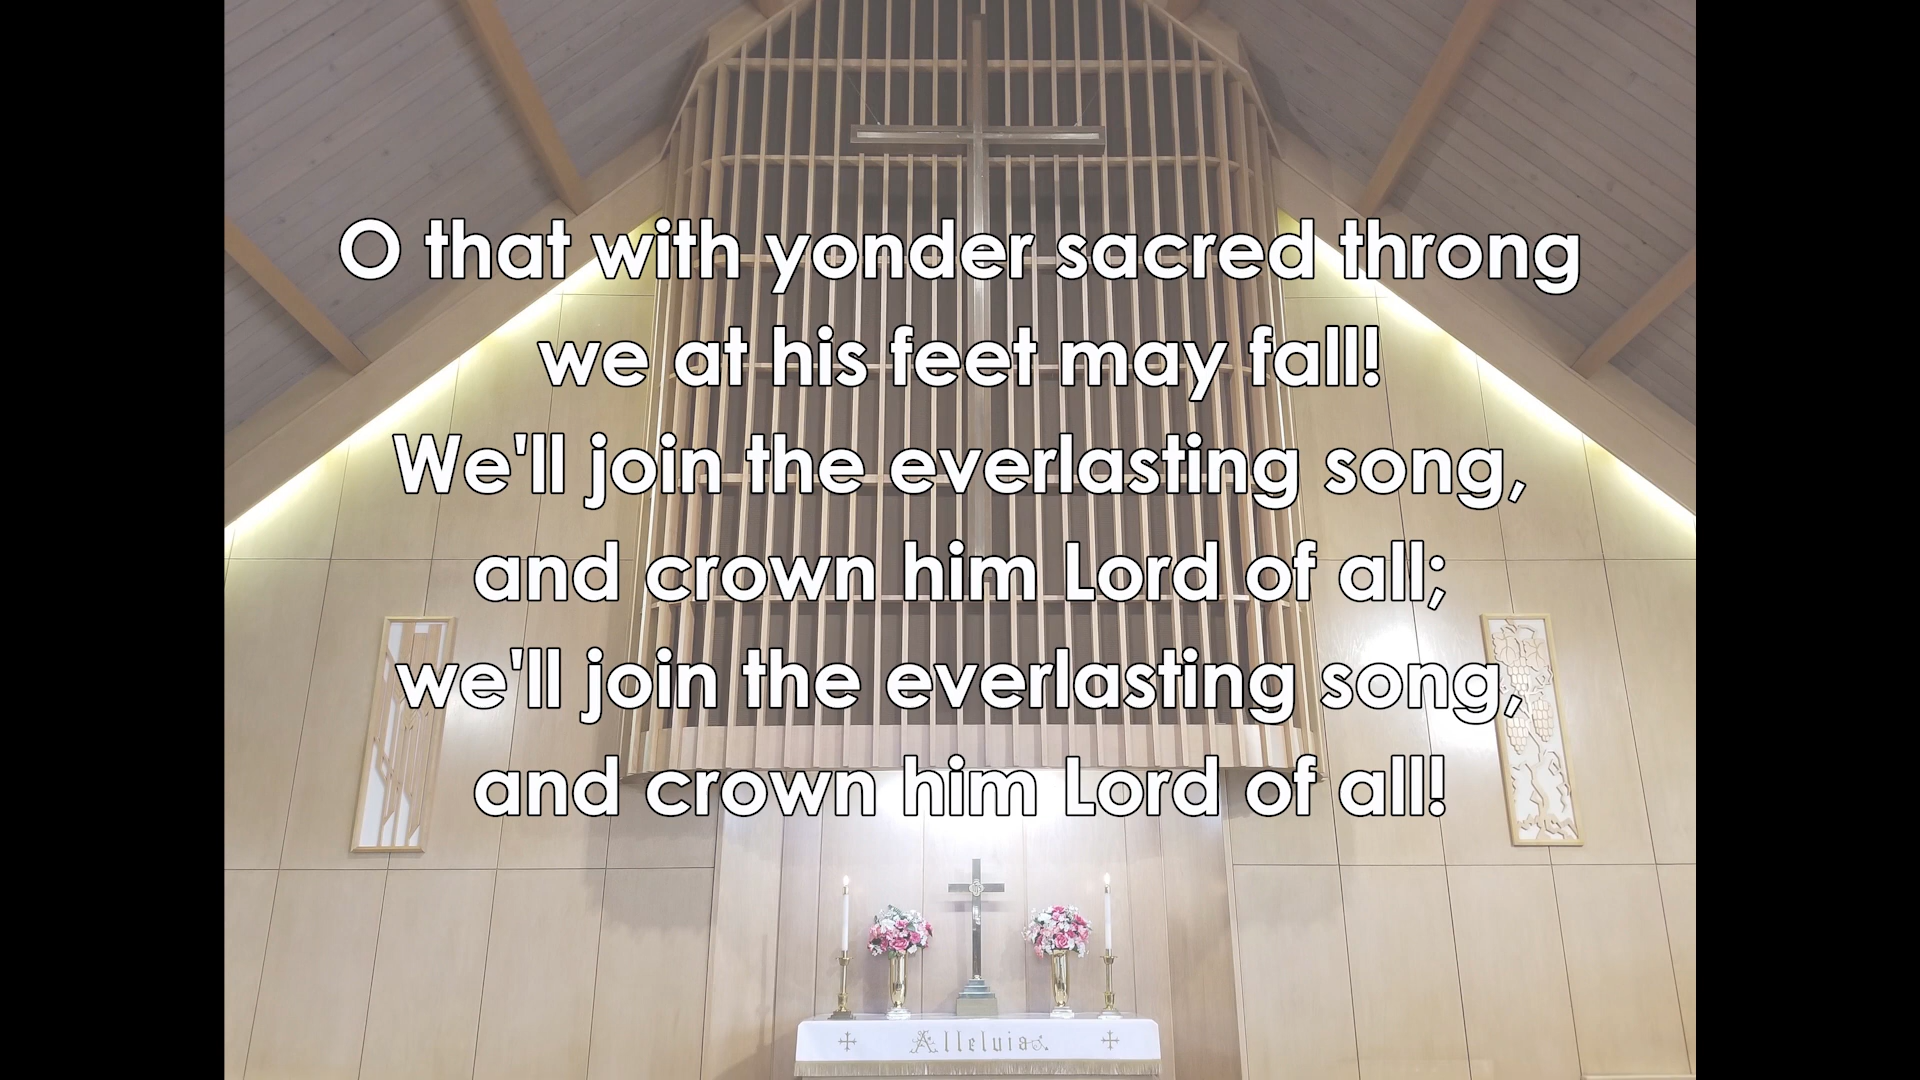 O that with yonder sacred throng
we at his feet may fall!
We'll join the everlasting song,
and crown him Lord of all;
we'll join the everlasting song,
and crown him Lord of all!
Alleluia